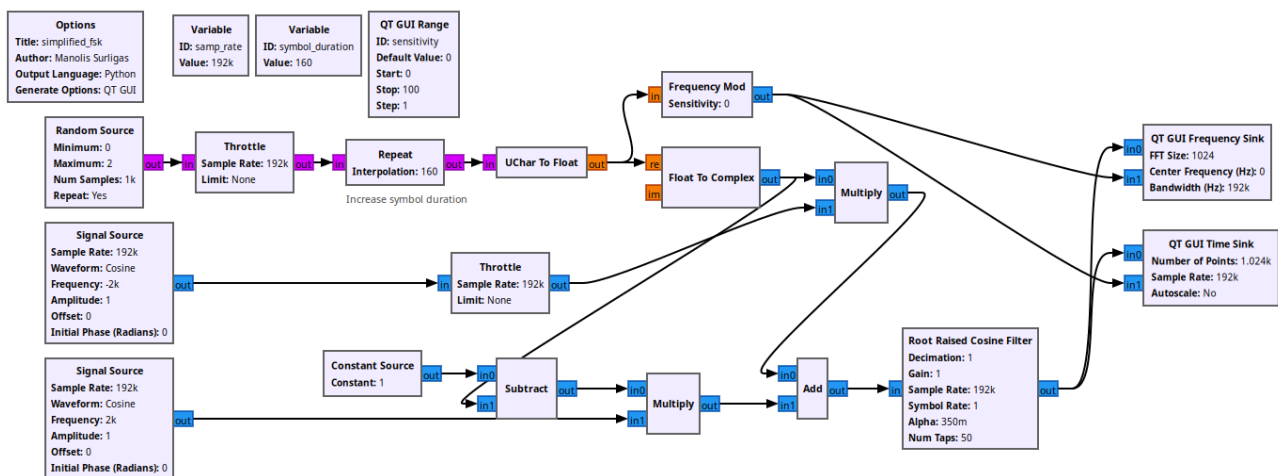 Options
Title: simplified_fsk
Author: Manolis Surligas
Output Language: Python
Generate Options: QT GUI
Variable
ID: samp_rate
Value: 192k
Variable
ID: symbol_duration
Value: 160
QT GUI Range
ID: sensitivity
Default Value: 0
Start: 0
Stop: 100
Step: 1
Random Source
Minimum: 0
Maximum: 2
Num Samples: 1k
Repeat: Yes
out
in
Throttle
Sample Rate: 192k
Limit: None
out
in
Repeat
Interpolation: 160
out
Increase symbol duration
in
UChar To Float
out
in
Frequency Mod
Sensitivity: 0
out
re
im
Float To Complex
out
in0
in1
Multiply
out
in0
in1
QT GUI Frequency Sink
FFT Size: 1024
Center Frequency (Hz): 0
Bandwidth (Hz): 192k
Signal Source
Sample Rate: 192k
Waveform: Cosine
Frequency: -2k
Amplitude: 1
Offset: 0
Initial Phase (Radians): 0
out
in
Throttle
Sample Rate: 192k
Limit: None
out
in0
in1
QT GUI Time Sink
Number of Points: 1.024k
Sample Rate: 192k
Autoscale: No
Signal Source
Sample Rate: 192k
Waveform: Cosine
Frequency: 2k
Amplitude: 1
Offset: 0
Initial Phase (Radians): 0
out
Constant Source
Constant: 1
out
in0
in1
Subtract
out
in0
in1
Multiply
out
in0
in1
Add
out
in
Root Raised Cosine Filter
Decimation: 1
Gain: 1
Sample Rate: 192k
Symbol Rate: 1
Alpha: 350m
Num Taps: 50
out